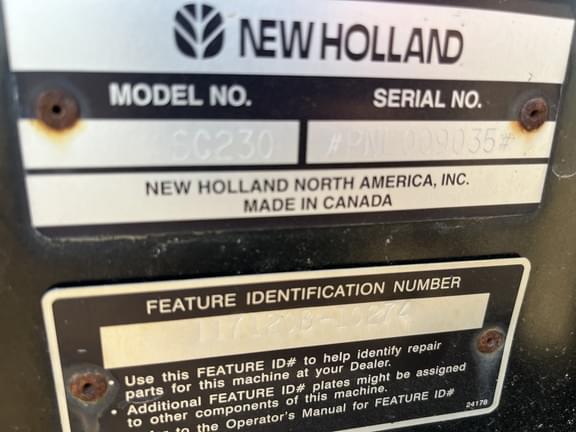 NEW HOLLAND
MODEL NO. SERIAL NO.
SC230 #PNL009035#
NEW HOLLAND NORTH AMERICA, INC.
MADE IN CANADA
FEATURE IDENTIFICATION NUMBER
• Use this FEATURE ID# to help identify repair
parts for this machine at your Dealer.
• Additional FEATURE ID# plates might be assigned
to other components of this machine.
to the Operator's Manual for FEATURE ID#
24178